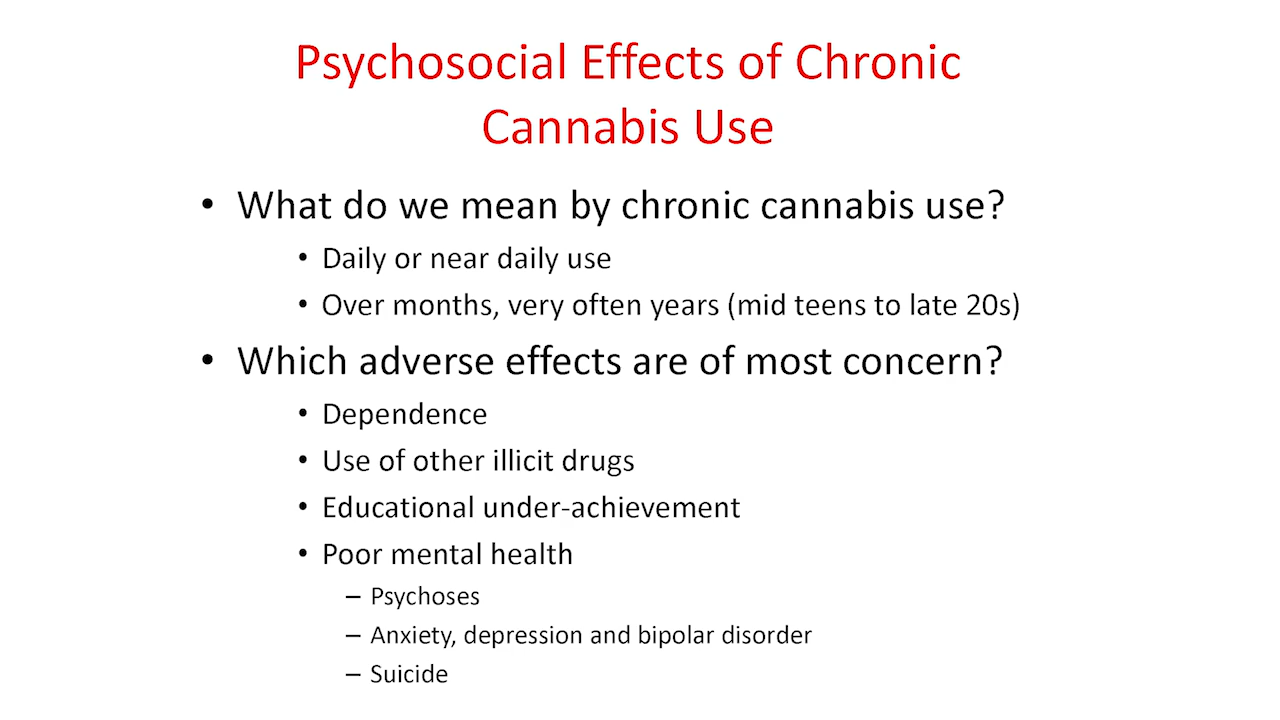 Psychosocial Effects of Chronic
Cannabis Use
• What do we mean by chronic cannabis use?
• Daily or near daily use
• Over months, very often years (mid teens to late 20s)
• Which adverse effects are of most concern?
• Dependence
• Use of other illicit drugs
• Educational under-achievement
• Poor mental health
– Psychoses
– Anxiety, depression and bipolar disorder
– Suicide